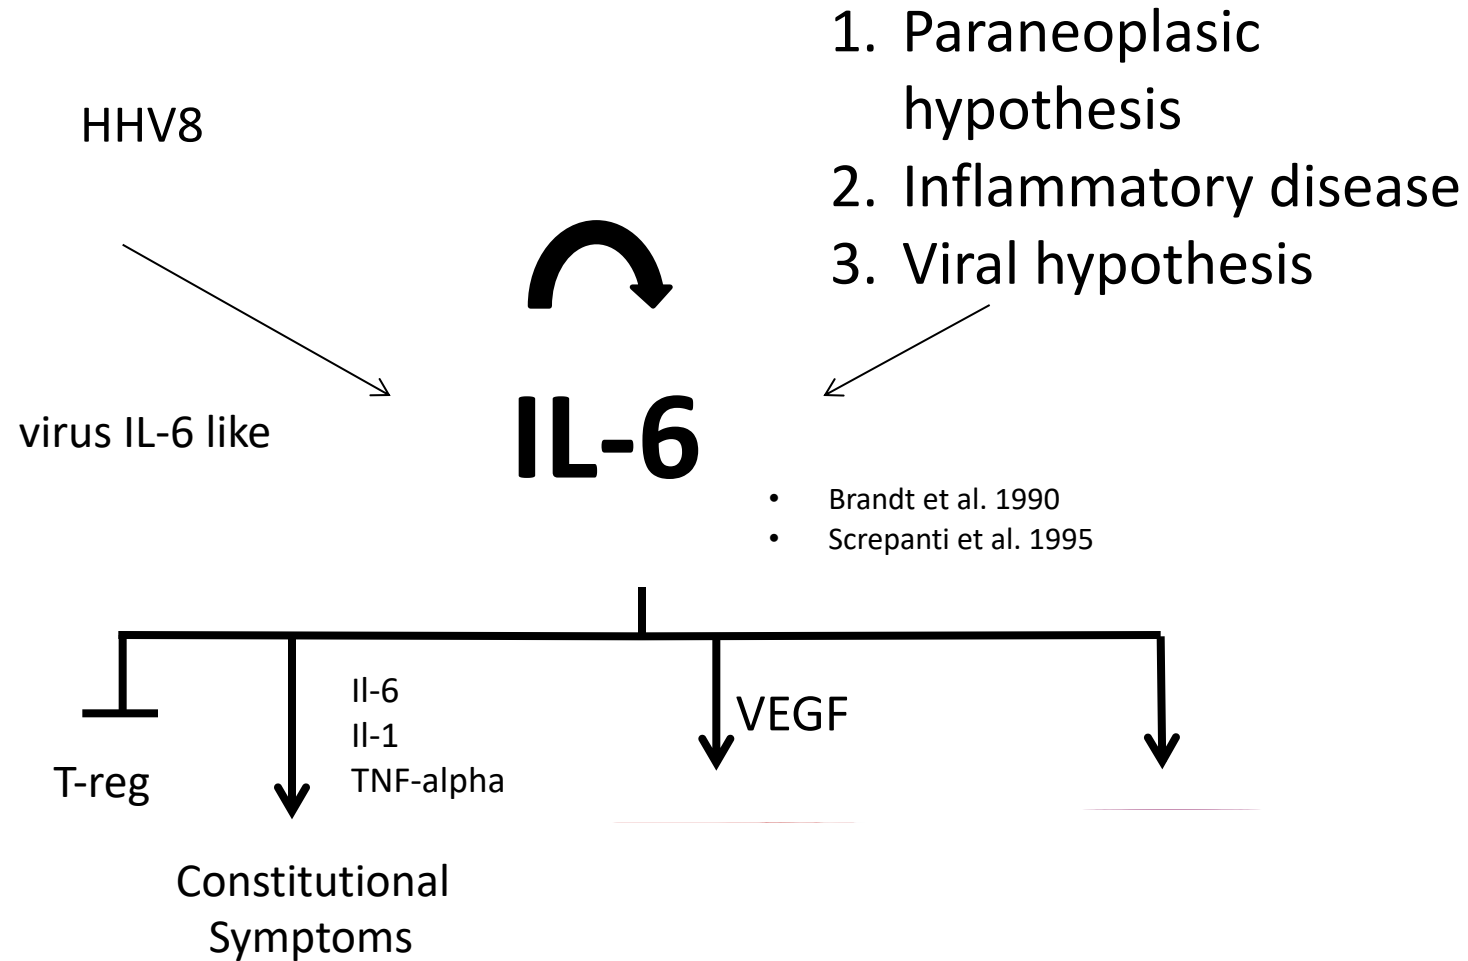 1. Paraneoplasic
hypothesis
2. Inflammatory disease
3. Viral hypothesis
HHV8
virus IL-6 like
IL-6
• Brandt et al. 1990
• Screpanti et al. 1995
Il-6
Il-1
TNF-alpha
VEGF
T-reg
Constitutional
Symptoms